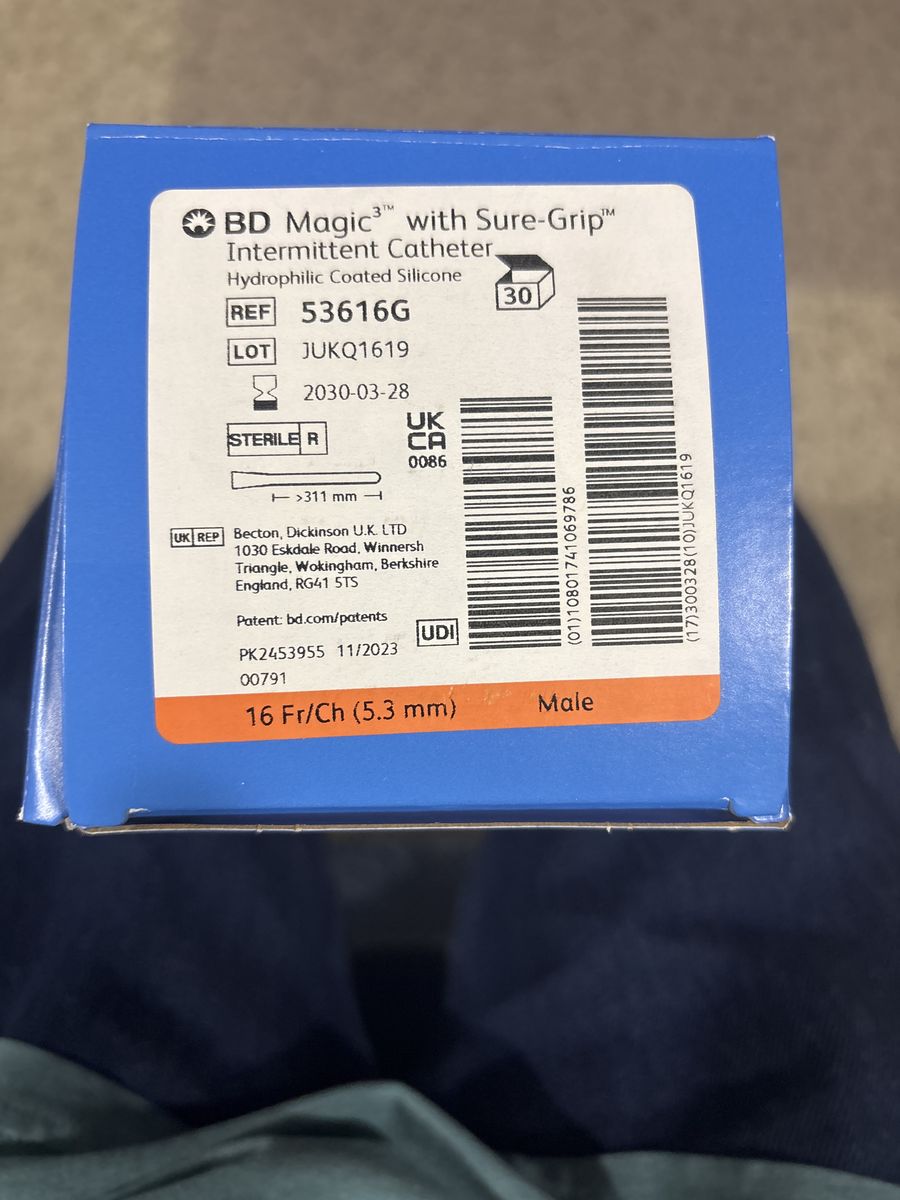 BD Magic³™ with Sure-Grip™
Intermittent Catheter
Hydrophilic Coated Silicone
30
REF 53616G
LOT JUKQ1619
2030-03-28
STERILE R
UK
CA
0086
>311 mm
UK REP
Becton, Dickinson U.K. LTD
1030 Eskdale Road, Winnersh
Triangle, Wokingham, Berkshire
England, RG41 5TS
Patent: bd.com/patents
UDI
PK2453955 11/2023
00791
(01)10801741069786
(17)300328(10)JUKQ1619
16 Fr/Ch (5.3 mm) Male